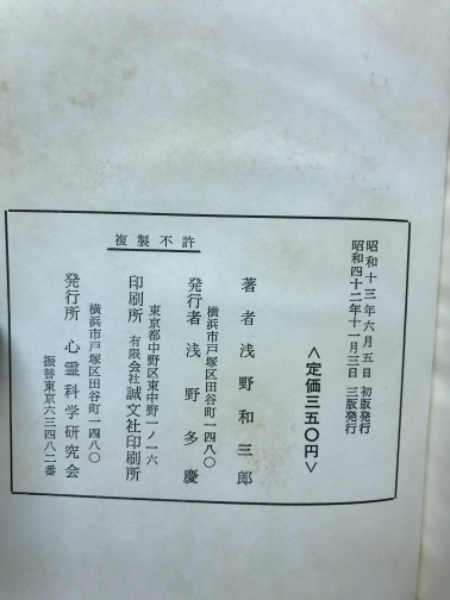 昭和十三年六月五日 初版発行
昭和四十二年十一月三日 三版発行
<定価三五〇円>
著者 浅野和三郎
横浜市戸塚区田谷町一四八〇
発行者 浅野多慶
東京都中野区東中野一ノ一六
印刷所 有限会社 誠文社印刷所
横浜市戸塚区田谷町一四八〇
発行所 心霊科学研究会
振替東京六三四八二番
複製不許